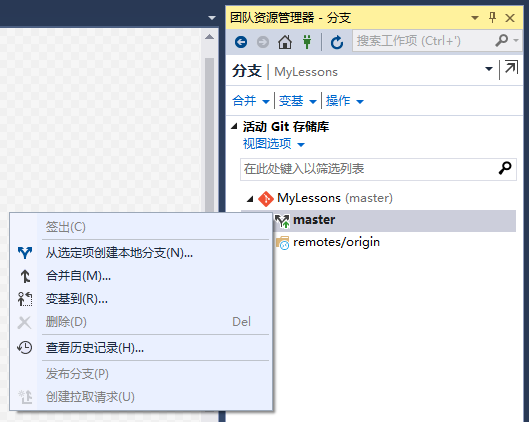 团队资源管理器 - 分支
搜索工作项 (Ctrl+')
分支 | MyLessons
合并 变基 操作
活动 Git 存储库
视图选项
在此处键入以筛选列表
MyLessons (master)
master
remotes/origin
签出(C)
从选定项创建本地分支(N)...
合并自(M)...
变基到(R)...
删除(D) Del
查看历史记录(H)...
发布分支(P)
创建拉取请求(U)